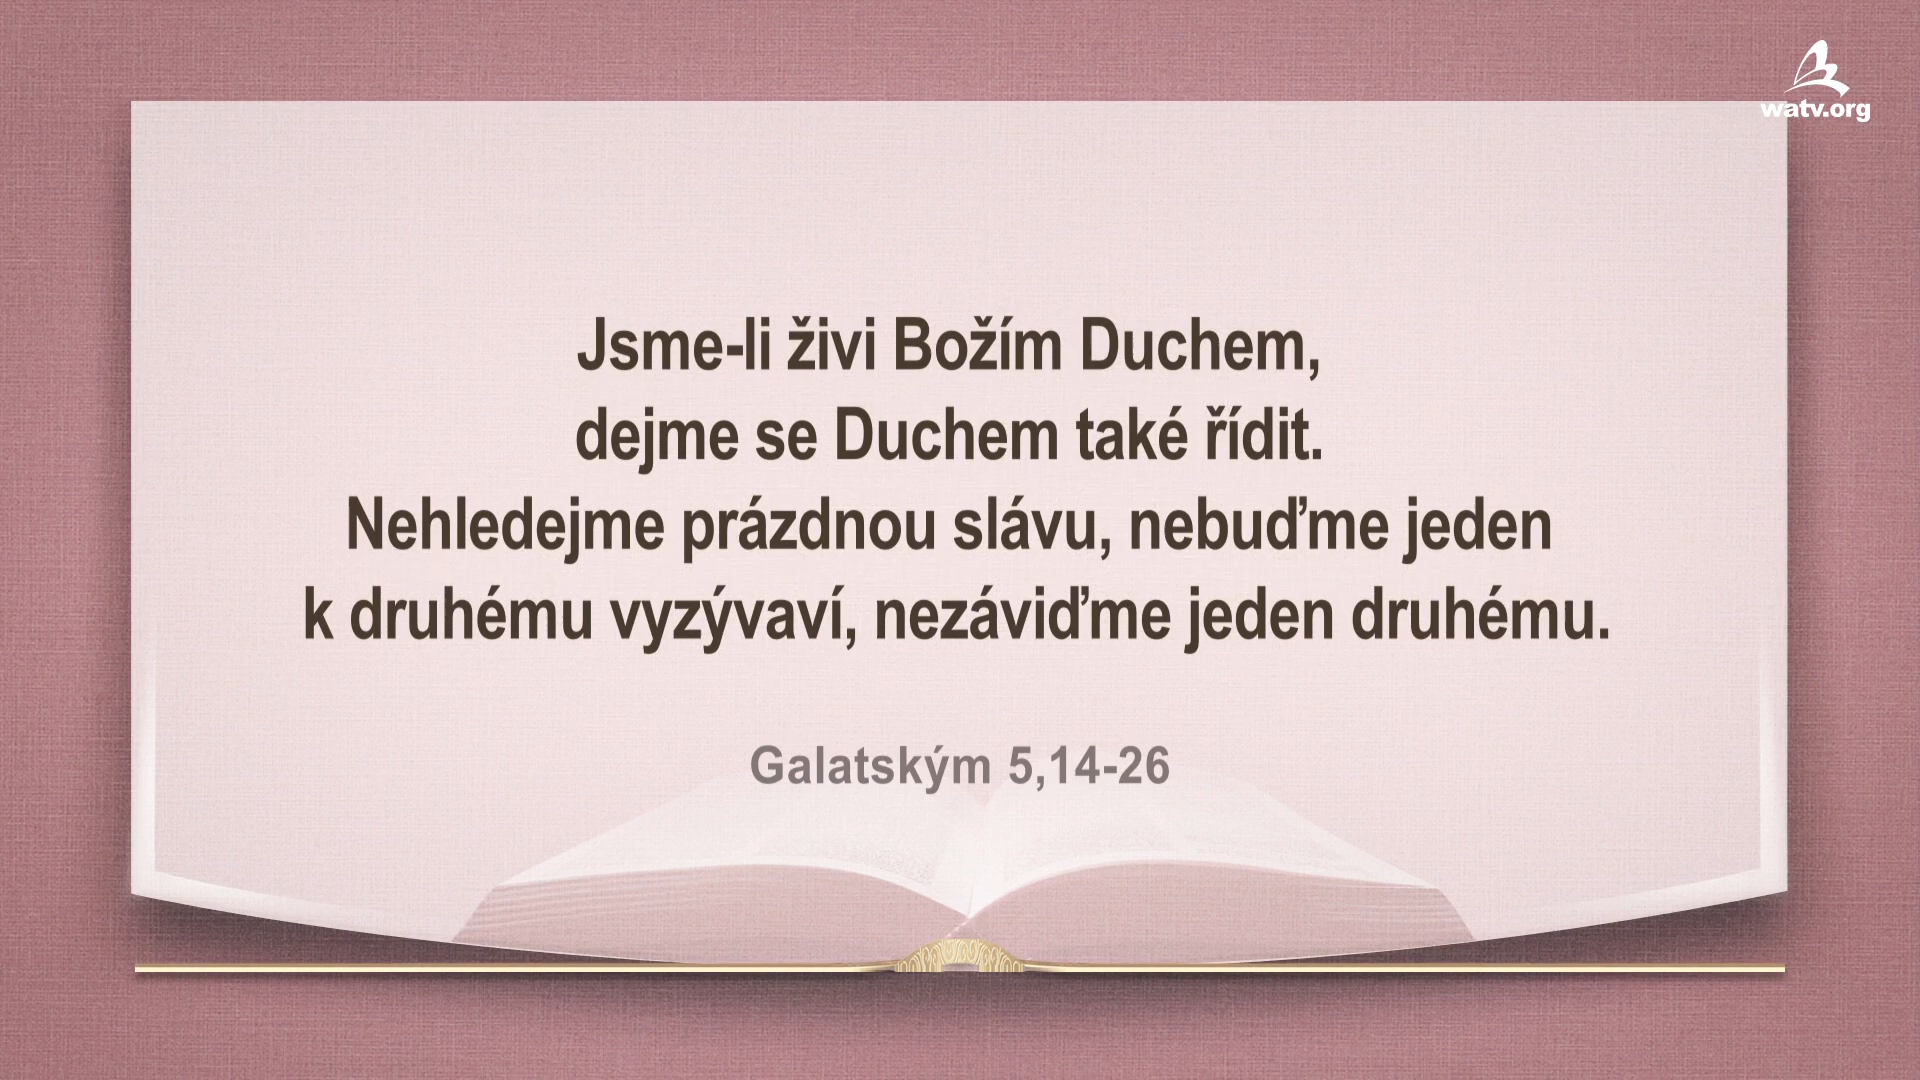 watv.org
Jsme-li živi Božím Duchem,
dejme se Duchem také řídit.
Nehledejme prázdnou slávu, nebuďme jeden
k druhému vyzývaví, nezáviďme jeden druhému.
Galatským 5,14-26